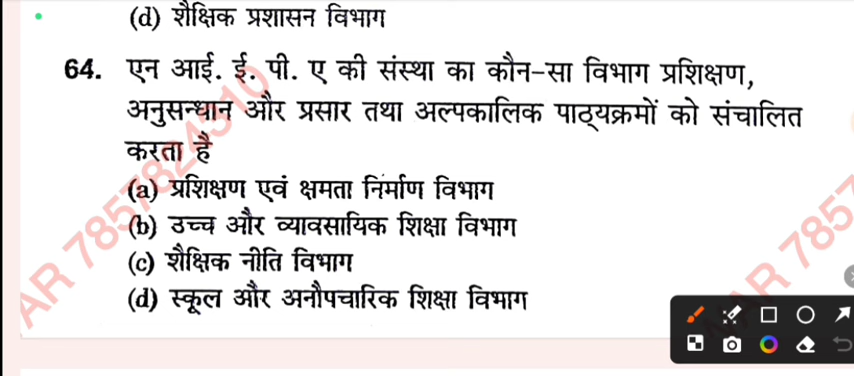 (d) शैक्षिक प्रशासन विभाग
64. एन आई. ई. पी. ए की संस्था का कौन-सा विभाग प्रशिक्षण,
अनुसन्धान और प्रसार तथा अल्पकालिक पाठ्यक्रमों को संचालित
करता है
(a) प्रशिक्षण एवं क्षमता निर्माण विभाग
(b) उच्च और व्यावसायिक शिक्षा विभाग
(c) शैक्षिक नीति विभाग
(d) स्कूल और अनौपचारिक शिक्षा विभाग